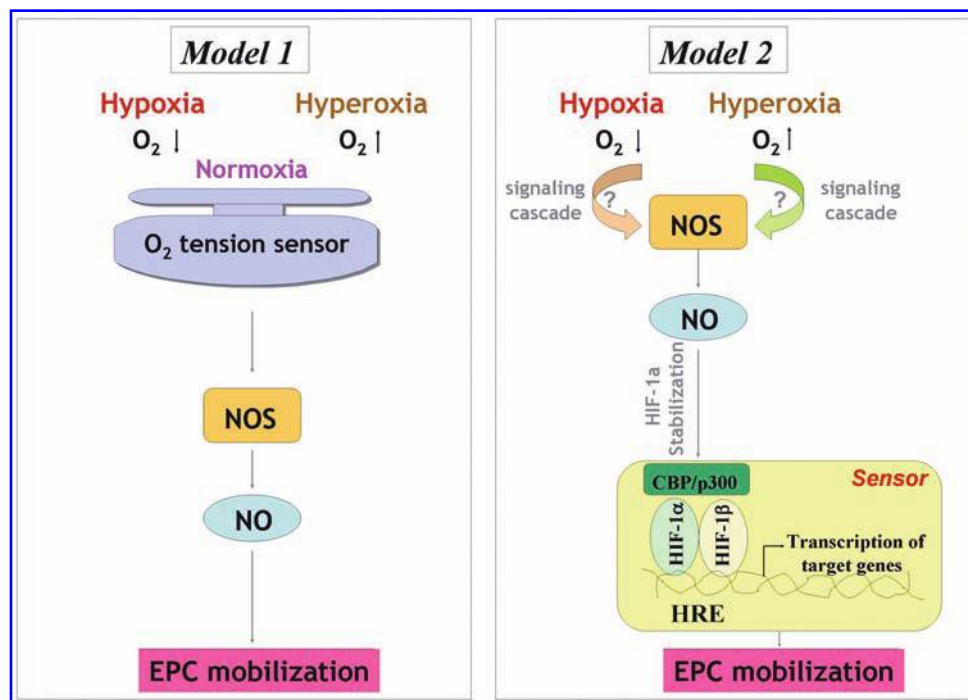 Model 1
Hypoxia
Hyperoxia
O₂ ↓
O₂ ↑
Normoxia
O₂ tension sensor
NOS
NO
EPC mobilization
Model 2
Hypoxia
Hyperoxia
O₂ ↓
O₂ ↑
signaling
cascade
?
?
signaling
cascade
NOS
NO
HIF-1a
Stabilization
Sensor
CBP/p300
HIF-1α
HIF-1β
Transcription of
target genes
HRE
EPC mobilization